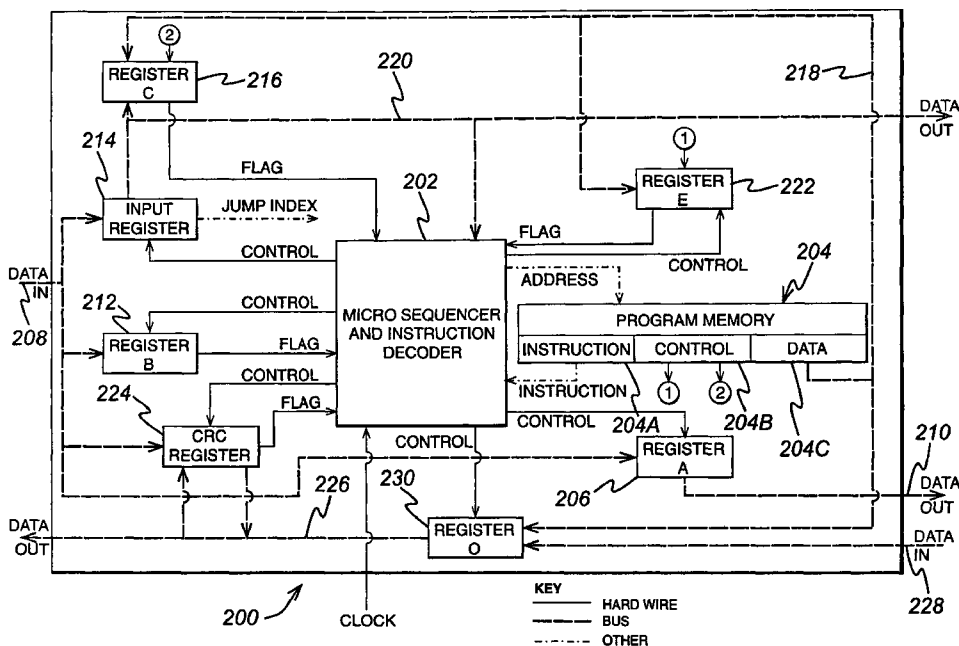 2
REGISTER
C
216
220
218
DATA
OUT
214
FLAG
202
1
REGISTER
E
222
INPUT
REGISTER
JUMP INDEX
FLAG
CONTROL
CONTROL
ADDRESS
204
DATA
IN
208
212
CONTROL
MICRO SEQUENCER
AND INSTRUCTION
DECODER
PROGRAM MEMORY
REGISTER
B
FLAG
INSTRUCTION
CONTROL
DATA
224
CONTROL
INSTRUCTION
1
2
FLAG
CONTROL
204A
204B
204C
CRC
REGISTER
CONTROL
REGISTER
A
210
226
230
206
DATA
OUT
DATA
OUT
REGISTER
O
DATA
IN
228
200
CLOCK
KEY
HARD WIRE
BUS
OTHER